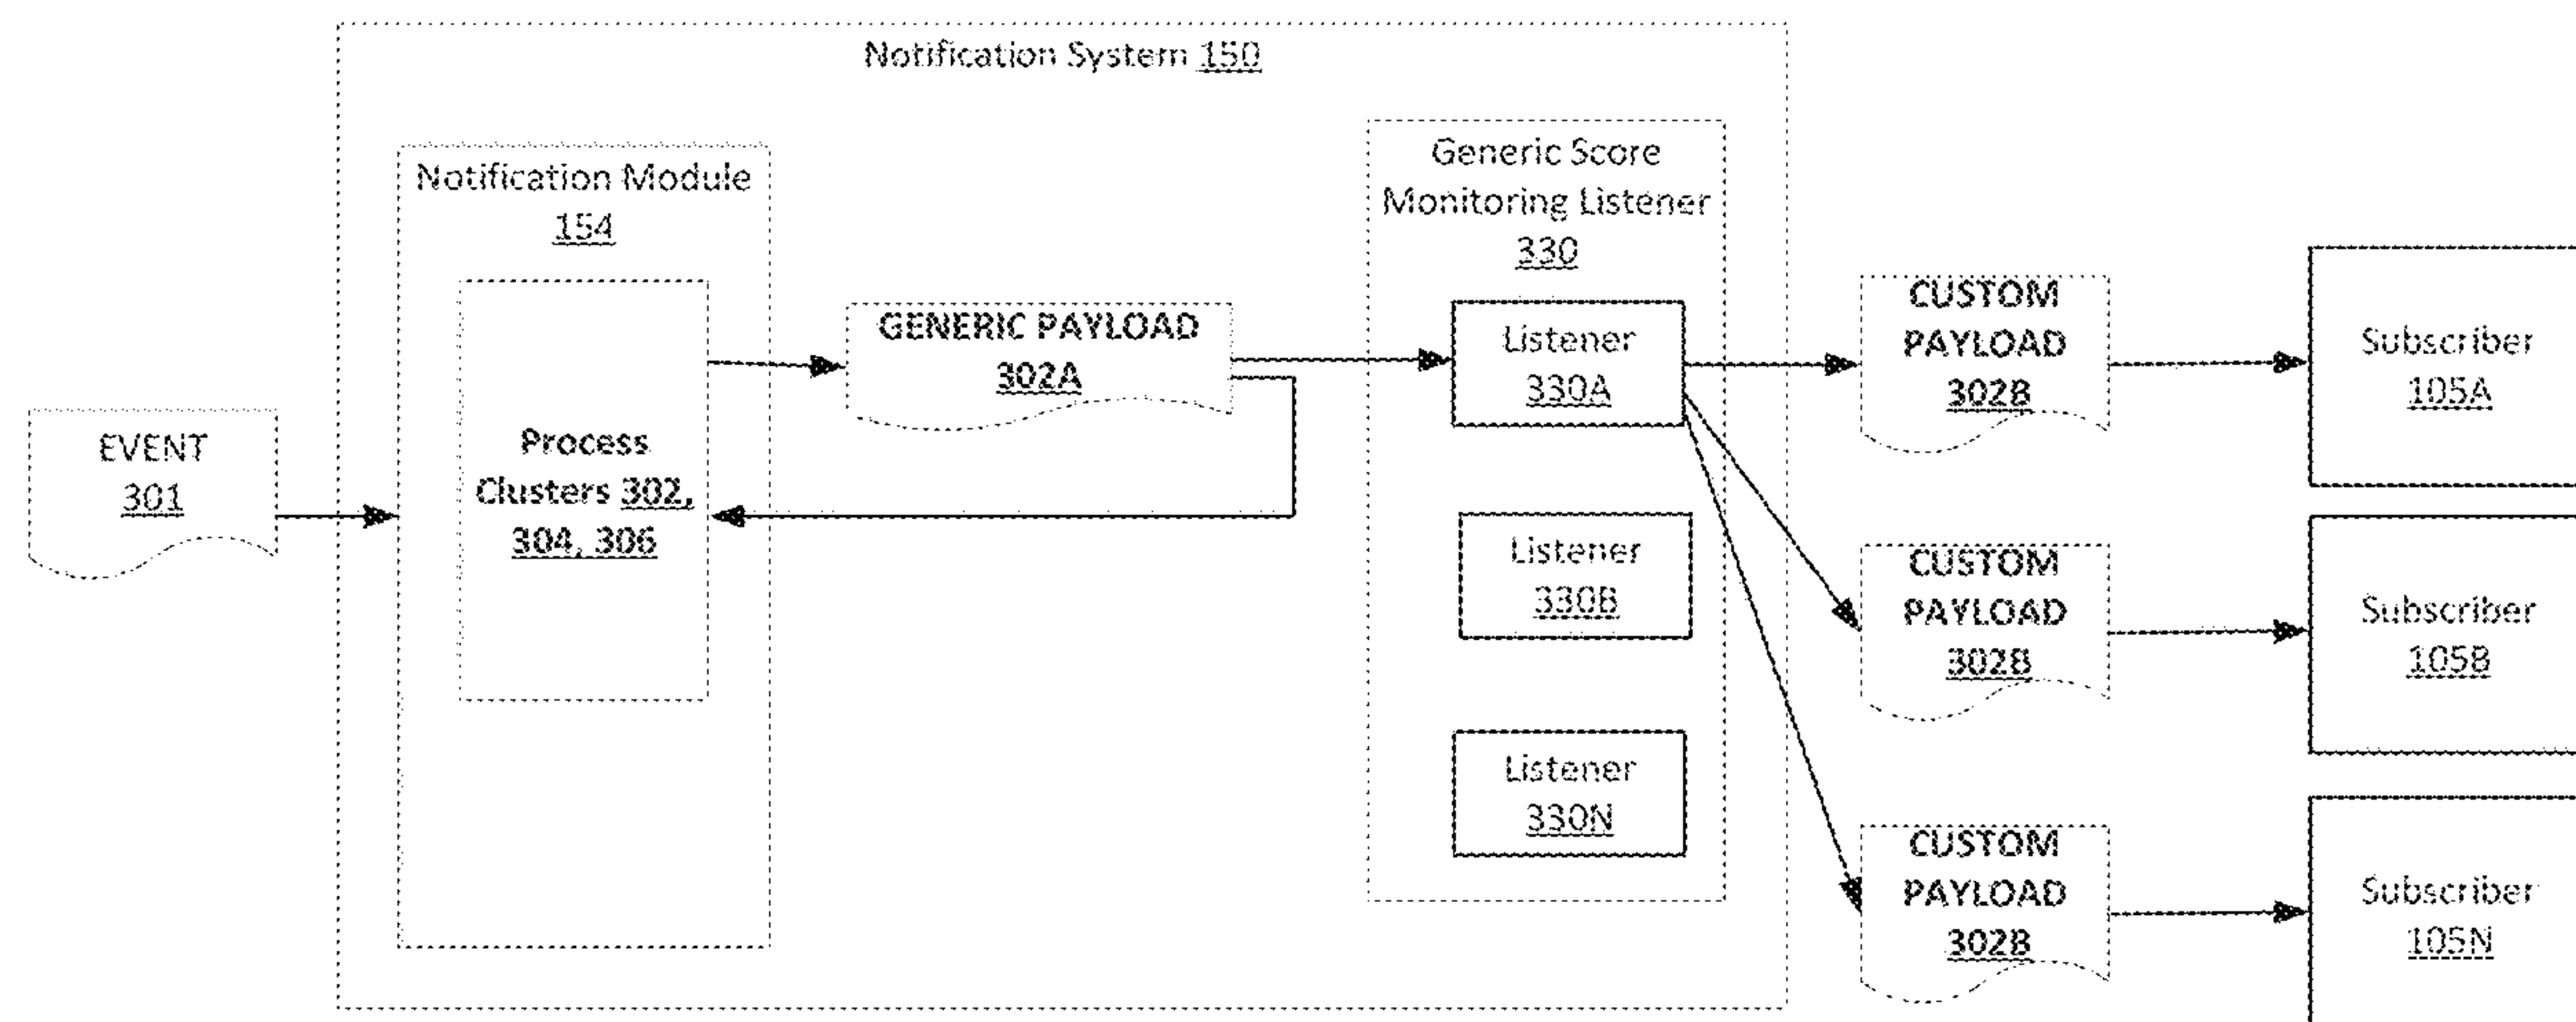 Notification System 150
Notification Module
154
Process
Clusters 302,
304, 306
EVENT
301
GENERIC PAYLOAD
302A
Generic Score
Monitoring Listener
330
Listener
330A
Listener
330B
Listener
330N
CUSTOM
PAYLOAD
302B
CUSTOM
PAYLOAD
302B
CUSTOM
PAYLOAD
302B
Subscriber
105A
Subscriber
105B
Subscriber
105N